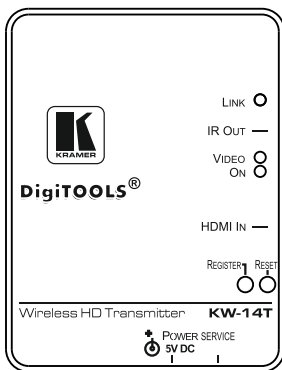 LINK
IR OUT
VIDEO
ON
KRAMER
DigiTOOLS®
HDMI IN
REGISTER
RESET
Wireless HD Transmitter
KW-14T
POWER SERVICE
5V DC